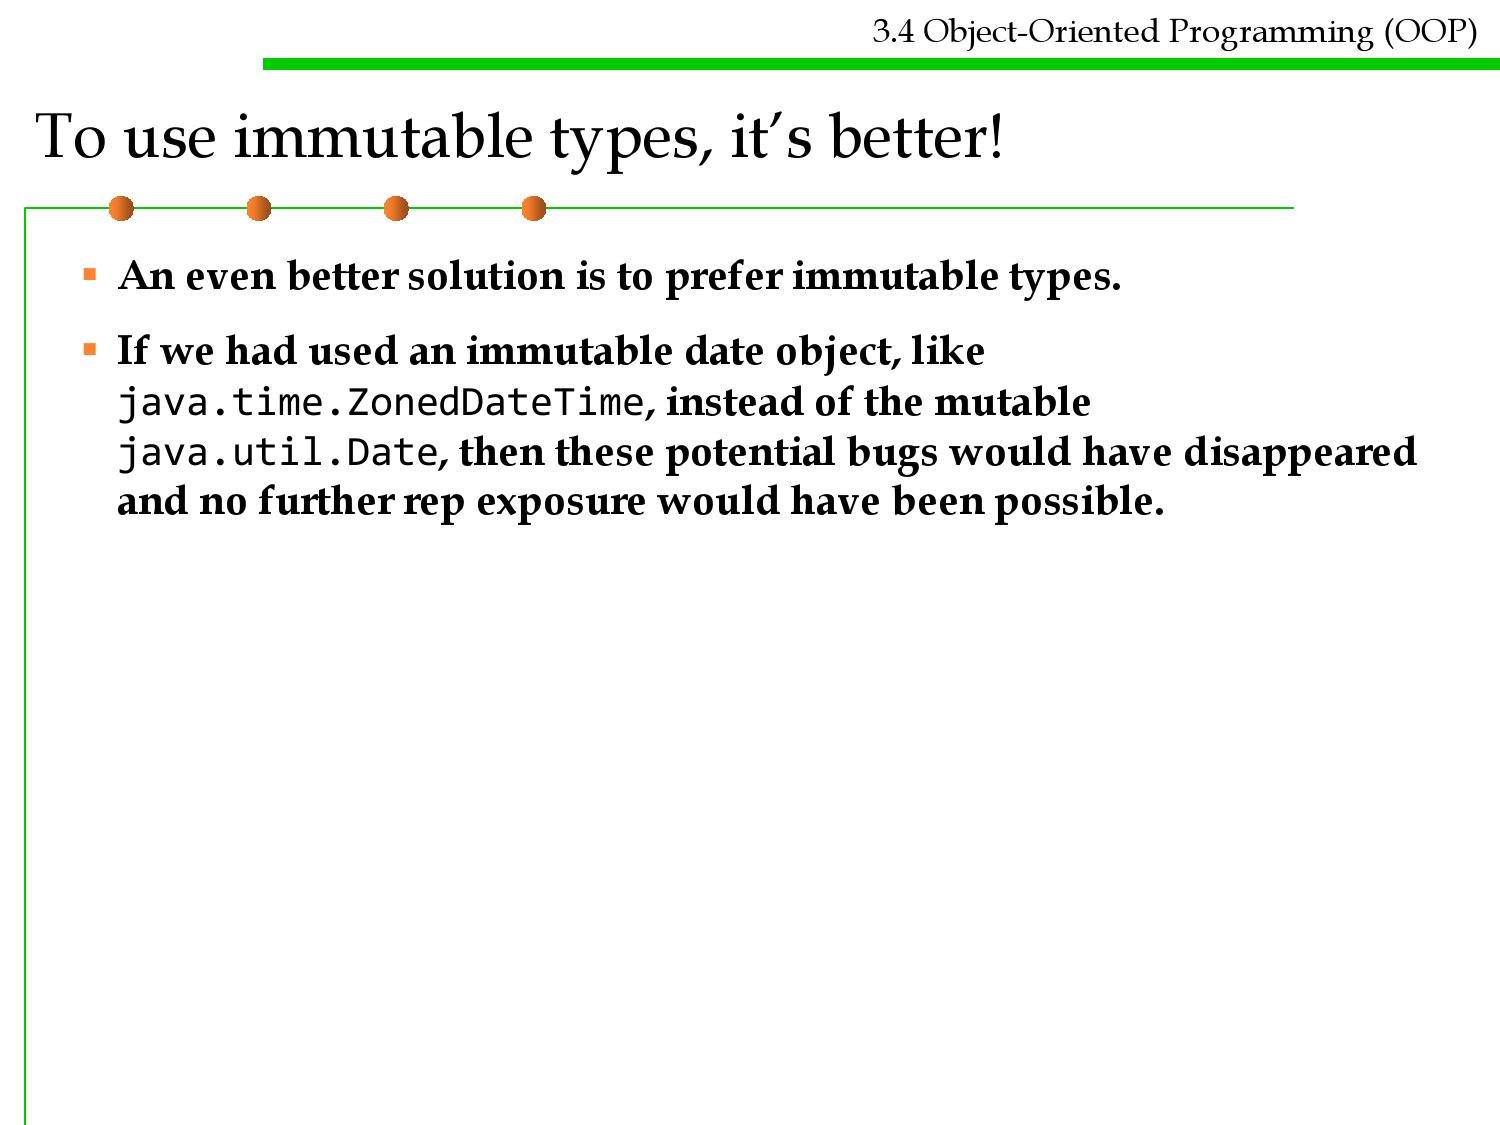 3.4 Object-Oriented Programming (OOP)
To use immutable types, it’s better!
An even better solution is to prefer immutable types.
If we had used an immutable date object, like
java.time.ZonedDateTime, instead of the mutable
java.util.Date, then these potential bugs would have disappeared
and no further rep exposure would have been possible.